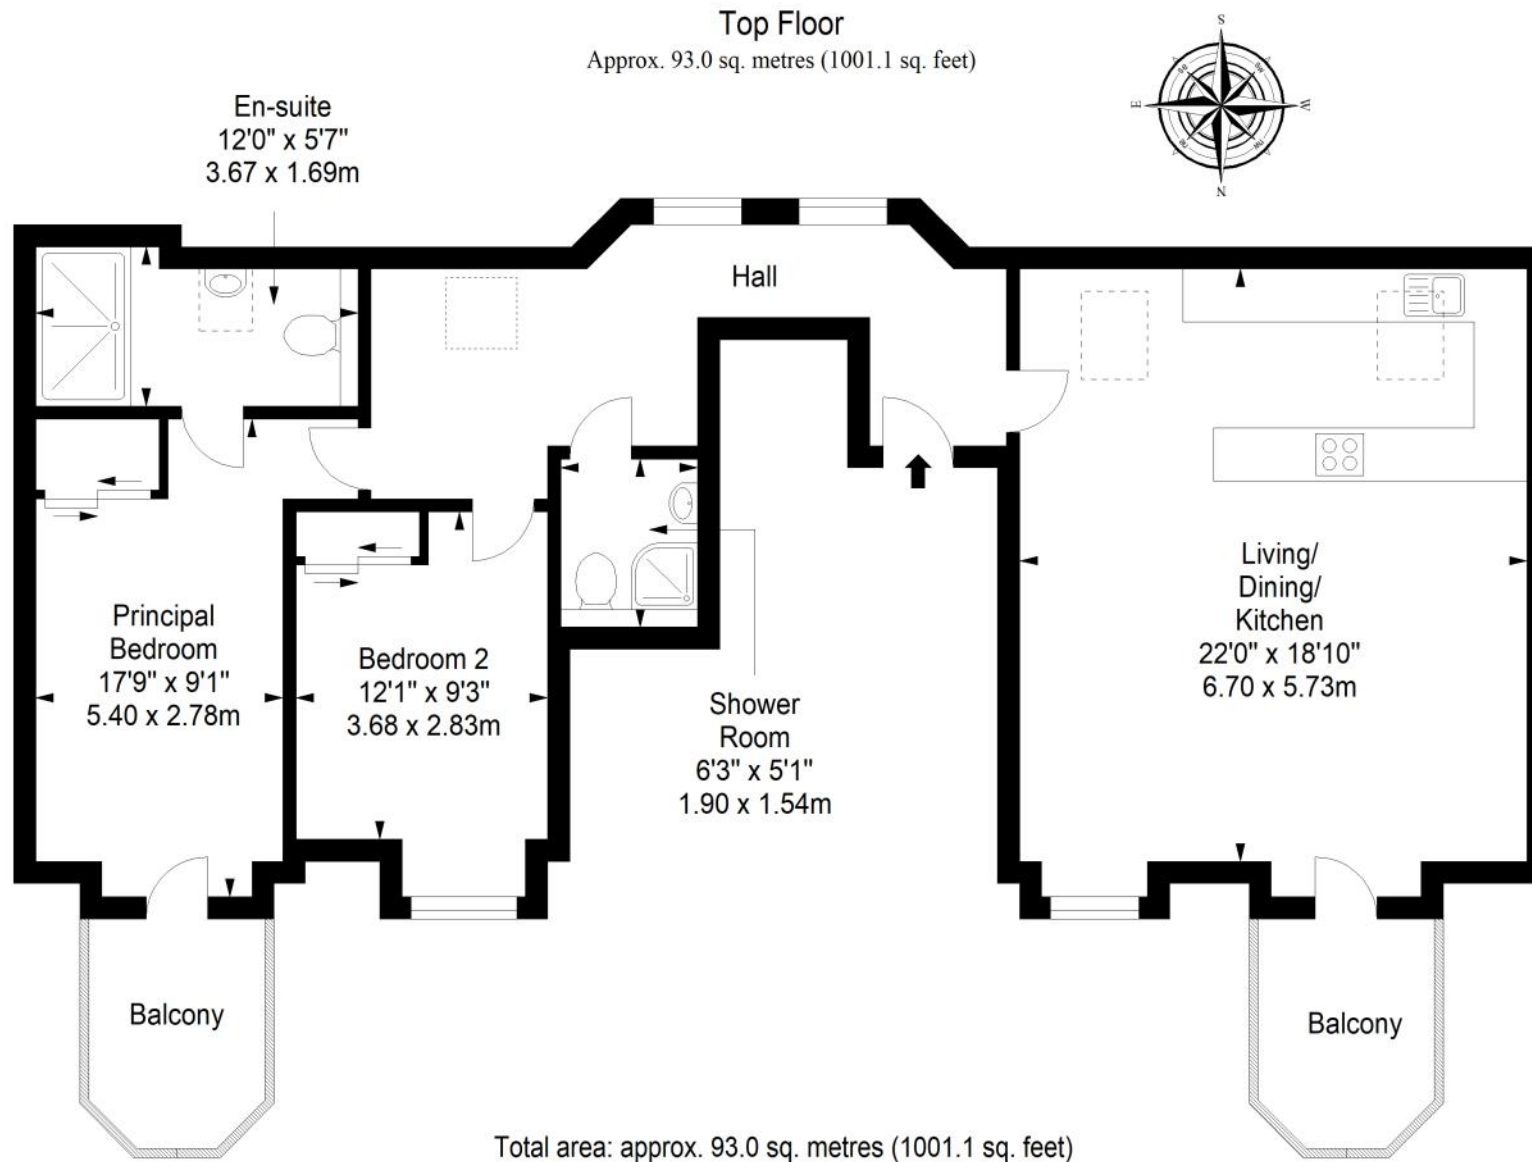 Top Floor
Approx. 93.0 sq. metres (1001.1 sq. feet)
S
SE
SW
E
W
NE
NW
N
En-suite
12'0" x 5'7"
3.67 x 1.69m
Hall
Living/
Dining/
Kitchen
22'0" x 18'10"
6.70 x 5.73m
Principal
Bedroom
17'9" x 9'1"
5.40 x 2.78m
Bedroom 2
12'1" x 9'3"
3.68 x 2.83m
Shower
Room
6'3" x 5'1"
1.90 x 1.54m
Balcony
Balcony
Total area: approx. 93.0 sq. metres (1001.1 sq. feet)